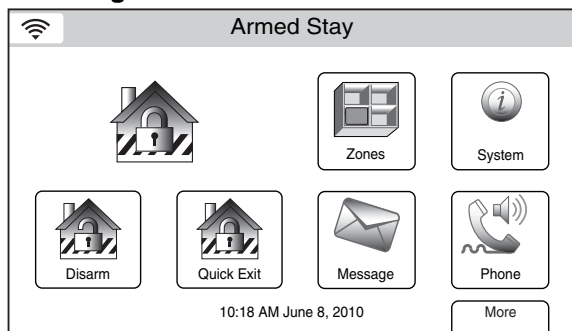 Armed Stay
Zones
System
Disarm
Quick Exit
Message
Phone
10:18 AM June 8, 2010
More